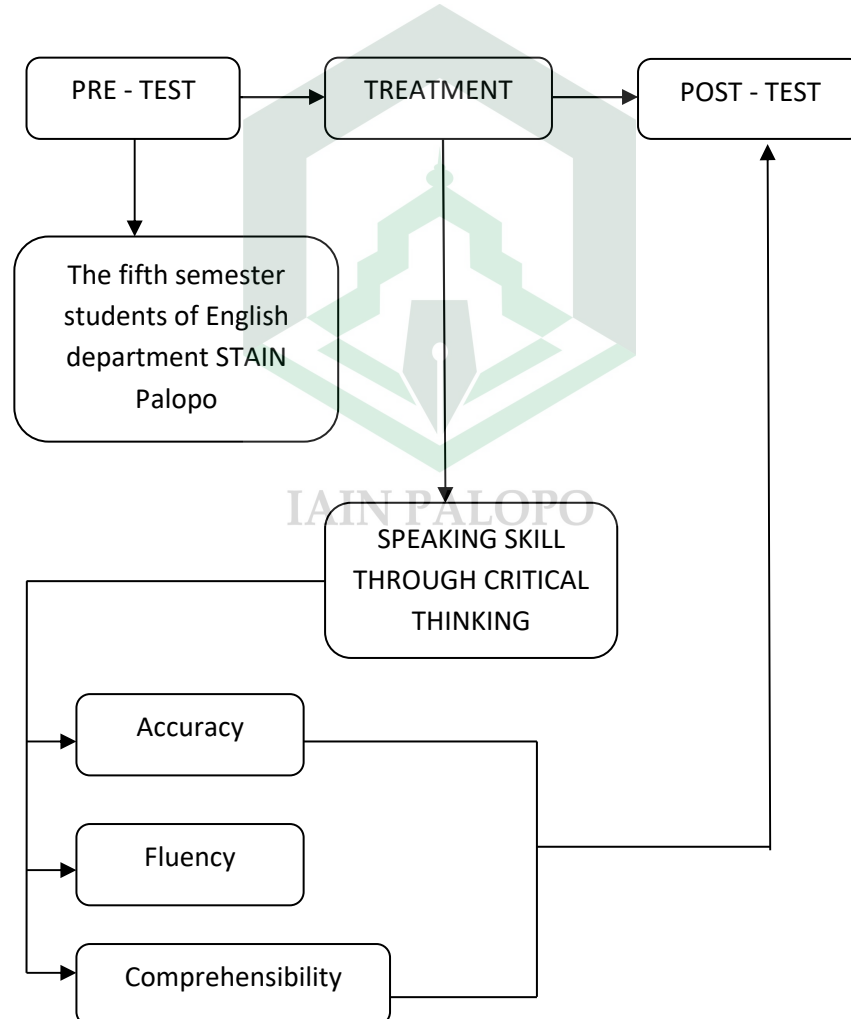 PRE - TEST
TREATMENT
POST - TEST
The fifth semester
students of English
department STAIN
Palopo
IAIN PALOPO
SPEAKING SKILL
THROUGH CRITICAL
THINKING
Accuracy
Fluency
Comprehensibility